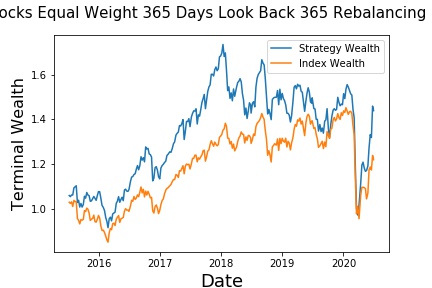 ocks Equal Weight 365 Days Look Back 365 Rebalancing
Strategy Wealth
Index Wealth
Terminal Wealth
1.6
1.4
1.2
1.0
2016 2017 2018 2019 2020
Date